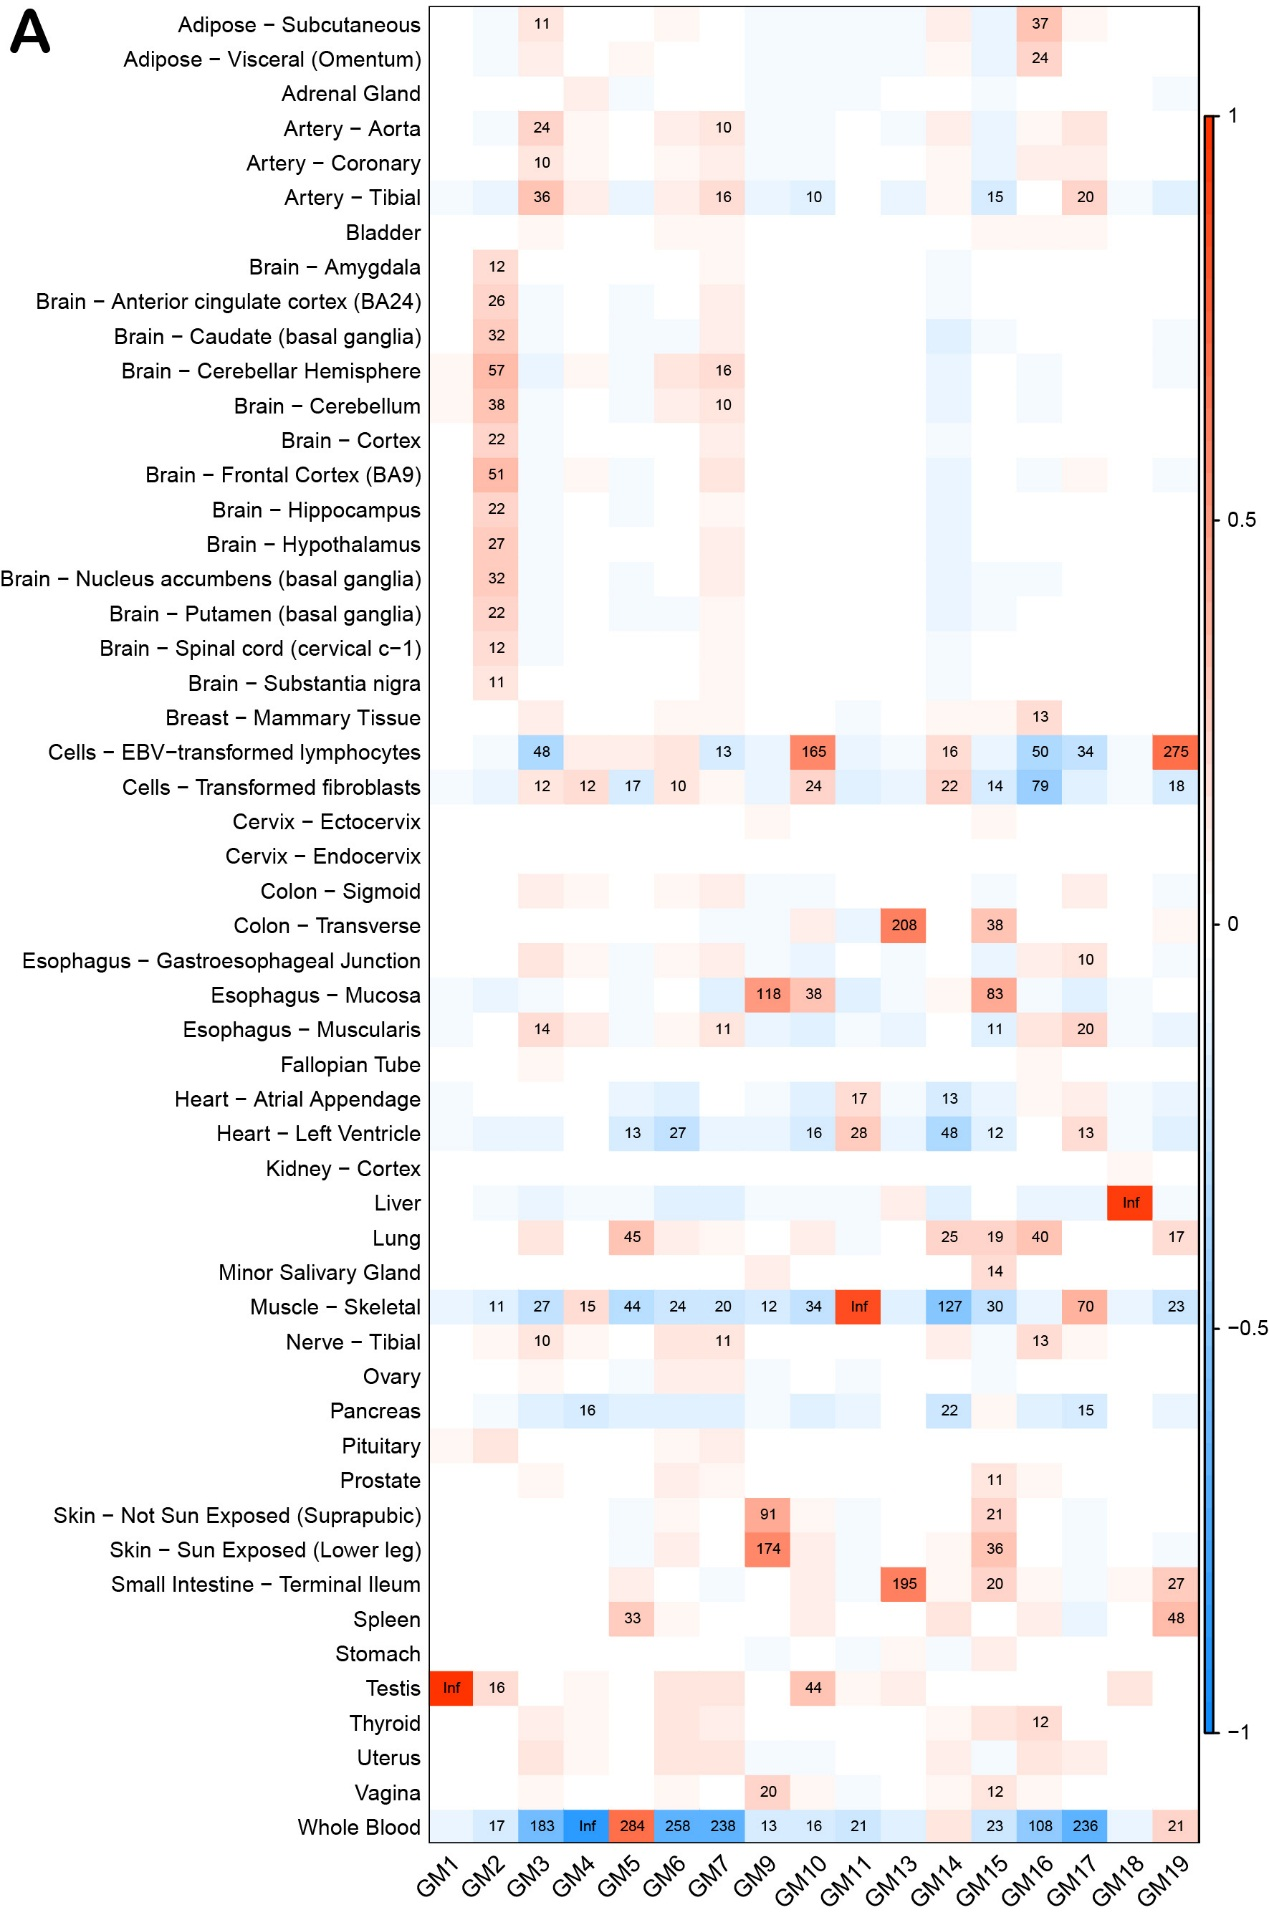 A
Adipose − Subcutaneous 11 37
Adipose − Visceral (Omentum) 24
Adrenal Gland
Artery − Aorta 24 10
Artery − Coronary 10
Artery − Tibial 36 16 10 15 20
Bladder
Brain − Amygdala 12
Brain − Anterior cingulate cortex (BA24) 26
Brain − Caudate (basal ganglia) 32
Brain − Cerebellar Hemisphere 57 16
Brain − Cerebellum 38 10
Brain − Cortex 22
Brain − Frontal Cortex (BA9) 51
Brain − Hippocampus 22
Brain − Hypothalamus 27
Brain − Nucleus accumbens (basal ganglia) 32
Brain − Putamen (basal ganglia) 22
Brain − Spinal cord (cervical c−1) 12
Brain − Substantia nigra 11
Breast − Mammary Tissue 13
Cells − EBV−transformed lymphocytes 48 13 165 16 50 34 275
Cells − Transformed fibroblasts 12 12 17 10 24 22 14 79 18
Cervix − Ectocervix
Cervix − Endocervix
Colon − Sigmoid
Colon − Transverse 208 38
Esophagus − Gastroesophageal Junction 10
Esophagus − Mucosa 118 38 83
Esophagus − Muscularis 14 11 11 20
Fallopian Tube
Heart − Atrial Appendage 17 13
Heart − Left Ventricle 13 27 16 28 48 12 13
Kidney − Cortex
Liver Inf
Lung 45 25 19 40 17
Minor Salivary Gland 14
Muscle − Skeletal 11 27 15 44 24 20 12 34 Inf 127 30 70 23
Nerve − Tibial 10 11 13
Ovary
Pancreas 16 22 15
Pituitary
Prostate 11
Skin − Not Sun Exposed (Suprapubic) 91 21
Skin − Sun Exposed (Lower leg) 174 36
Small Intestine − Terminal Ileum 195 20 27
Spleen 33 48
Stomach
Testis Inf 16 44
Thyroid 12
Uterus
Vagina 20 12
Whole Blood 17 183 Inf 284 258 238 13 16 21 23 108 236 21
GM1 GM2 GM3 GM4 GM5 GM6 GM7 GM9 GM10 GM11 GM13 GM14 GM15 GM16 GM17 GM18 GM19
1
0.5
0
−0.5
−1